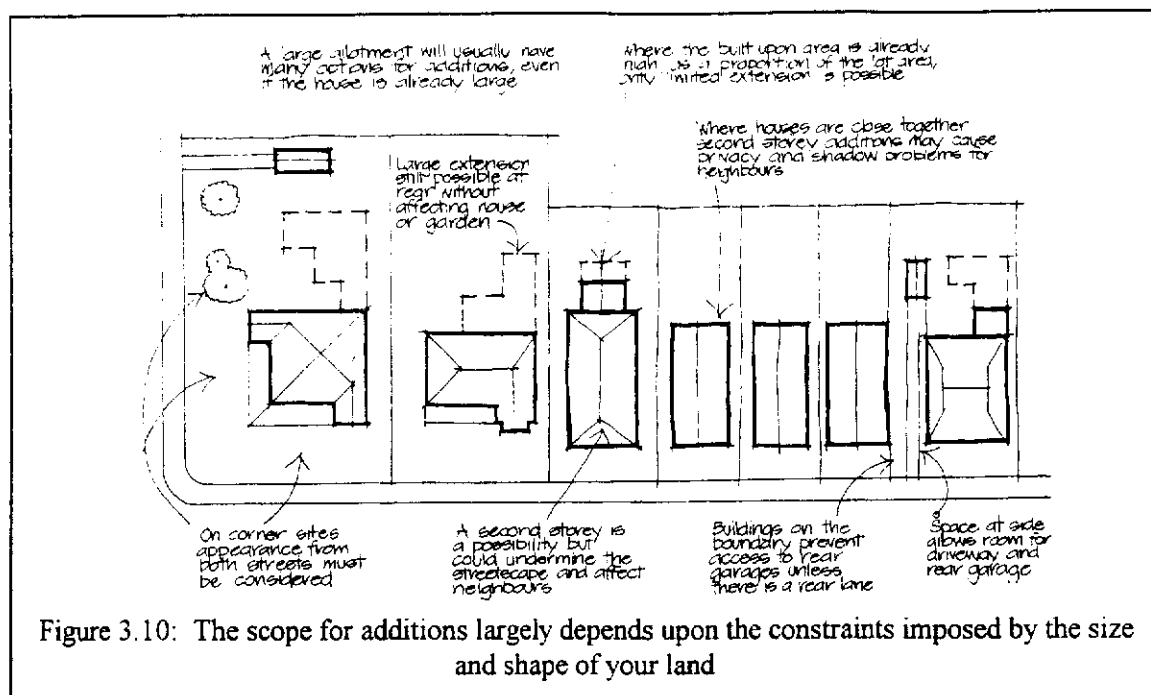 A large allotment will usually have
many options for additions, even
if the house is already large
Where the built upon area is already
high as a proportion of the lot area,
only limited extension is possible
Where houses are close together
second storey additions may cause
privacy and shadow problems for
neighbours
Large extension
still possible at
rear without
affecting house
or garden
On corner sites
appearance from
both streets must
be considered
A second storey is
a possibility but
could undermine the
streetscape and affect
neighbours
Buildings on the
boundary prevent
access to rear
garages unless
there is a rear lane
Space at side
allows room for
driveway and
rear garage
Figure 3.10: The scope for additions largely depends upon the constraints imposed by the size
and shape of your land